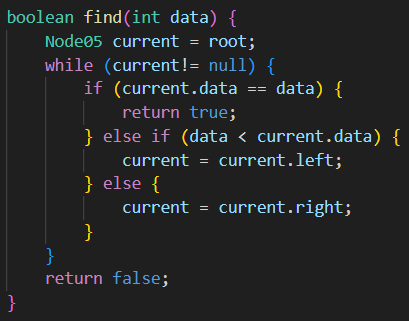 boolean find(int data) {
    Node05 current = root;
    while (current!= null) {
        if (current.data == data) {
            return true;
        } else if (data < current.data) {
            current = current.left;
        } else {
            current = current.right;
        }
    }
    return false;
}